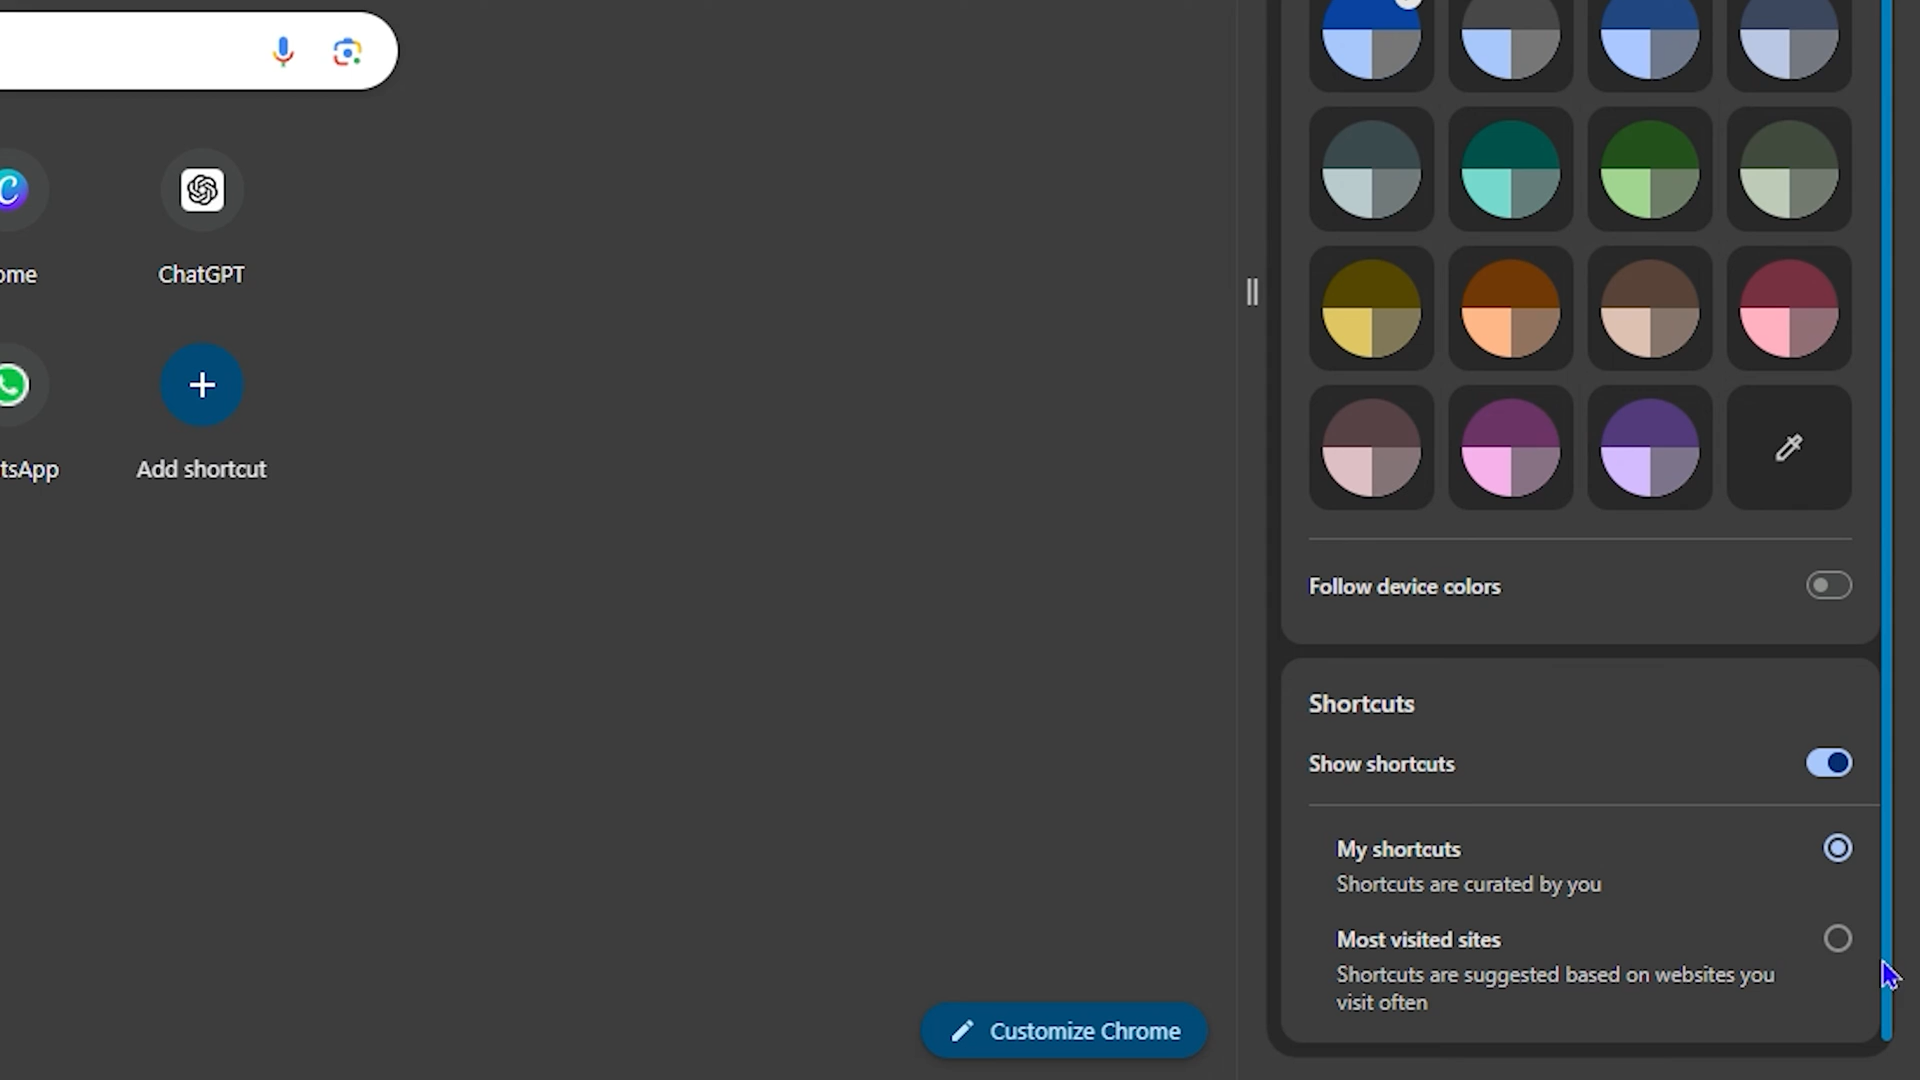 ome
ChatGPT
tsApp
Add shortcut
Customize Chrome
Follow device colors
Shortcuts
Show shortcuts
My shortcuts
Shortcuts are curated by you
Most visited sites
Shortcuts are suggested based on websites you
visit often